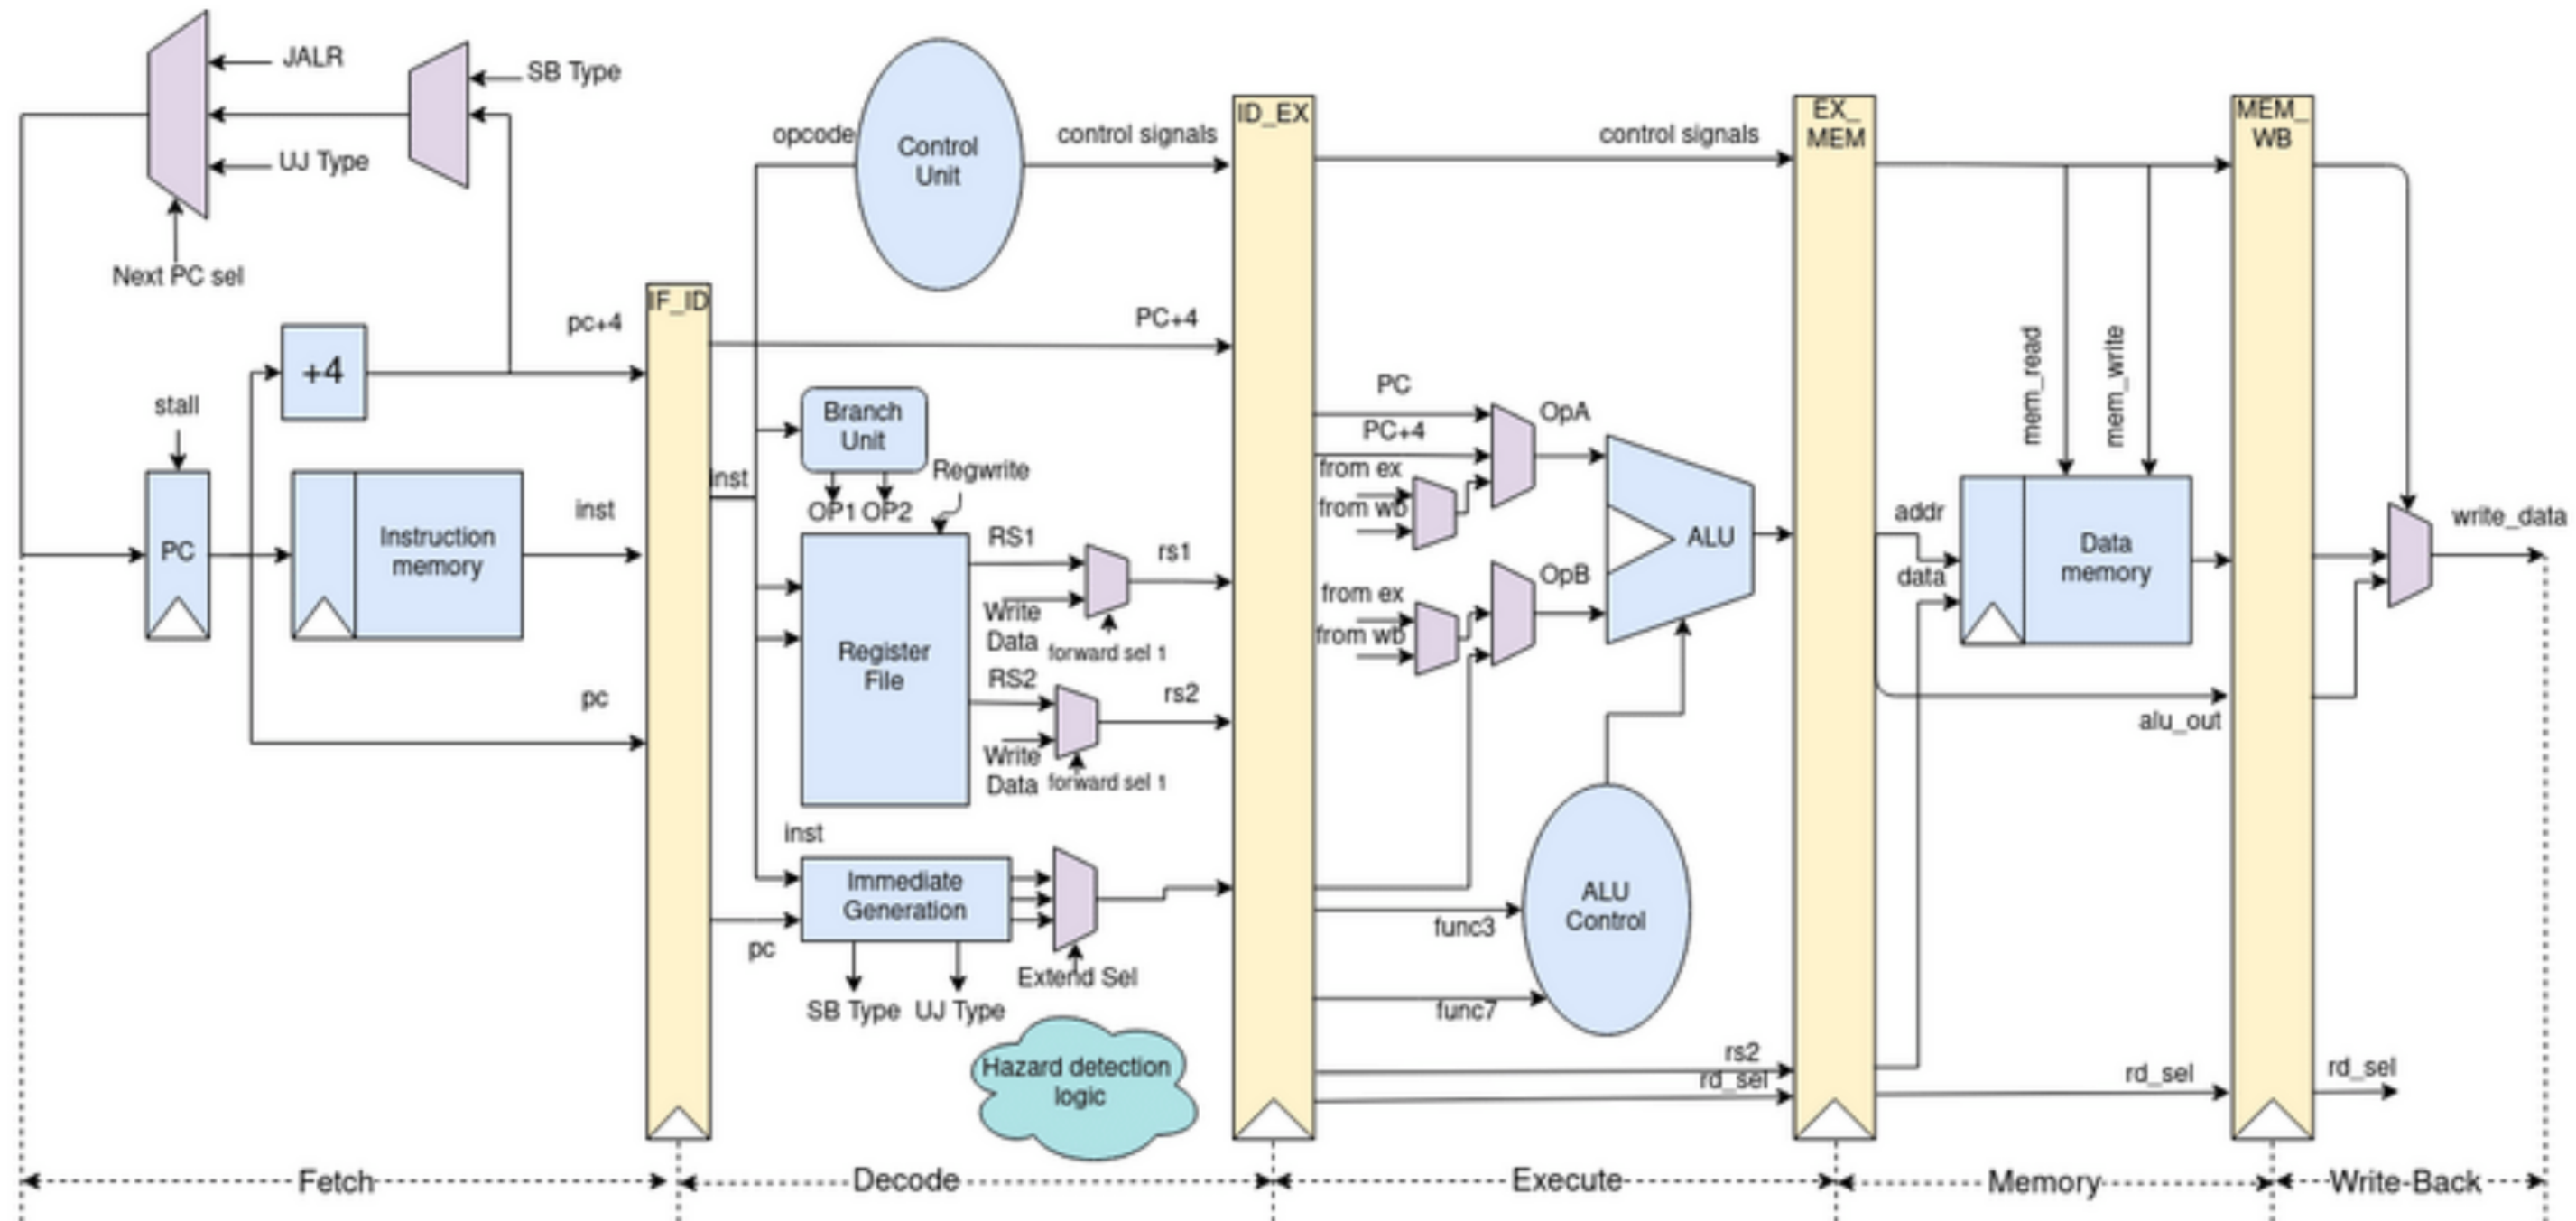 JALR
SB Type
UJ Type
Next PC sel
+4
pc+4
stall
PC
Instruction
memory
inst
pc
IF_ID
opcode
Control
Unit
control signals
PC+4
Branch
Unit
inst
OP1 OP2
Regwrite
Register
File
RS1
Write
Data
rs1
forward sel 1
RS2
Write
Data
rs2
forward sel 1
inst
Immediate
Generation
pc
SB Type
UJ Type
Extend Sel
Hazard detection
logic
ID_EX
control signals
PC
PC+4
from ex
from wb
OpA
from ex
from wb
OpB
ALU
ALU
Control
func3
func7
rs2
rd_sel
EX_
MEM
mem_read
mem_write
addr
data
Data
memory
alu_out
rd_sel
MEM_
WB
write_data
rd_sel
Fetch
Decode
Execute
Memory
Write-Back